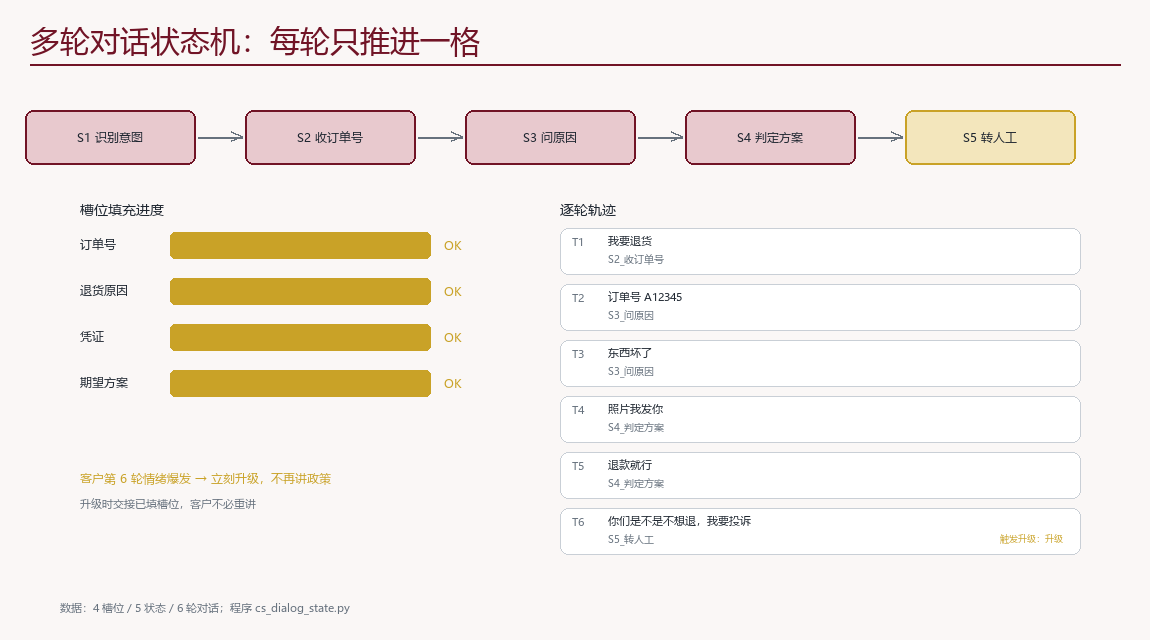 多轮对话状态机：每轮只推进一格
S1 识别意图
S2 收订单号
S3 问原因
S4 判定方案
S5 转人工
槽位填充进度
订单号 OK
退货原因 OK
凭证 OK
期望方案 OK
客户第 6 轮情绪爆发 → 立刻升级，不再讲政策
升级时交接已填槽位，客户不必重讲
逐轮轨迹
T1 我要退货
S2_收订单号
T2 订单号 A12345
S3_问原因
T3 东西坏了
S3_问原因
T4 照片我发你
S4_判定方案
T5 退款就行
S4_判定方案
T6 你们是不是不想退，我要投诉
S5_转人工 触发升级：升级
数据：4 槽位 / 5 状态 / 6 轮对话；程序 cs_dialog_state.py